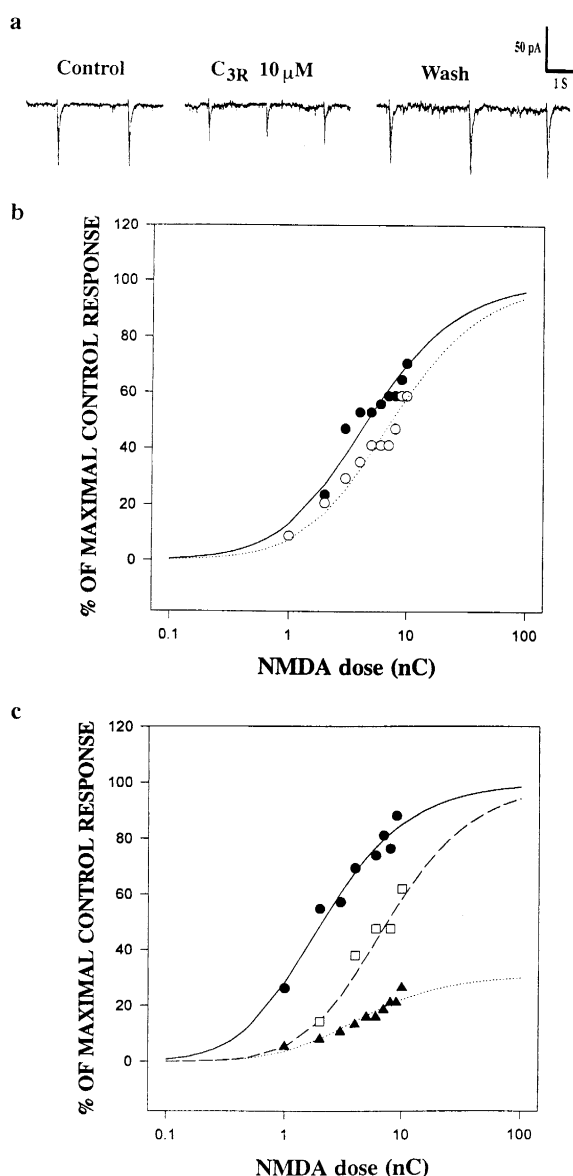 a
Control
C3R 10 μM
Wash
50 pA
1S
b
% OF MAXIMAL CONTROL RESPONSE
120
100
80
60
40
20
0
0.1
1
10
100
NMDA dose (nC)
c
% OF MAXIMAL CONTROL RESPONSE
120
100
80
60
40
20
0
0.1
1
10
100
NMDA dose (nC)